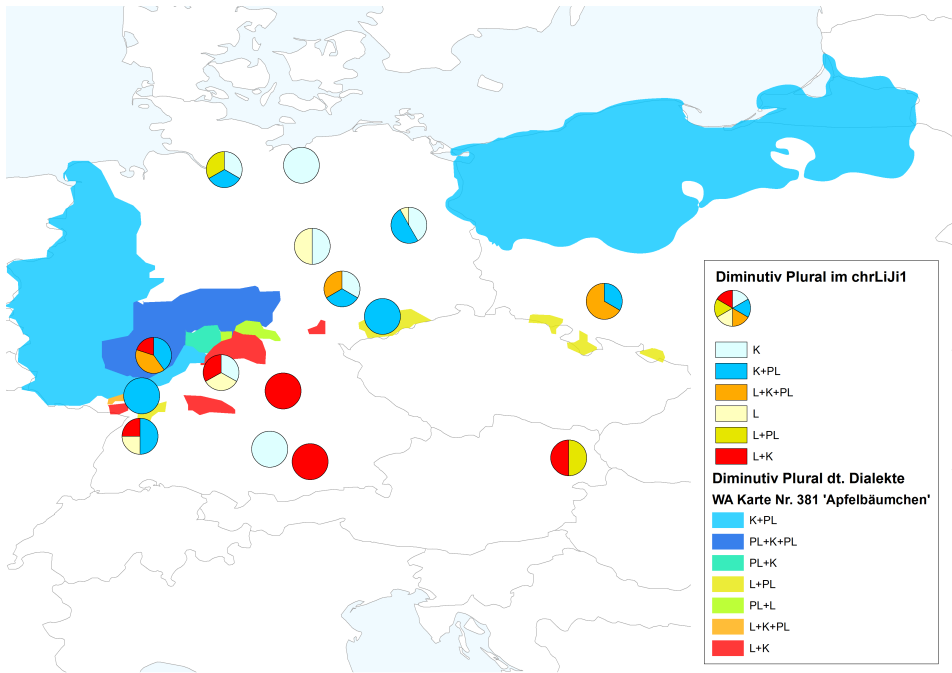 Diminutiv Plural im chrLiJi1
K
K+PL
L+K+PL
L
L+PL
L+K
Diminutiv Plural dt. Dialekte
WA Karte Nr. 381 'Apfelbäumchen'
K+PL
PL+K+PL
PL+K
L+PL
PL+L
L+K+PL
L+K